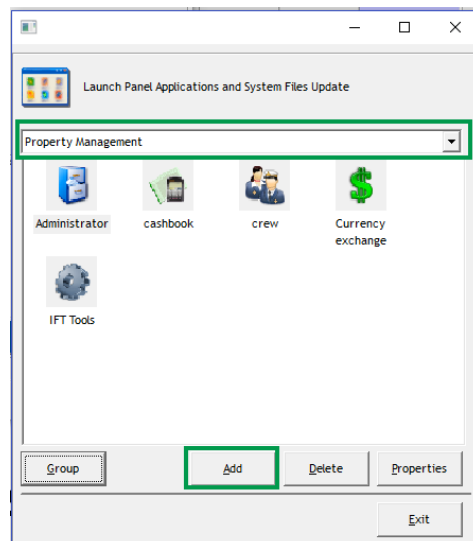 Launch Panel Applications and System Files Update
Property Management
Administrator cashbook crew Currency exchange
IFT Tools
Group Add Delete Properties
Exit